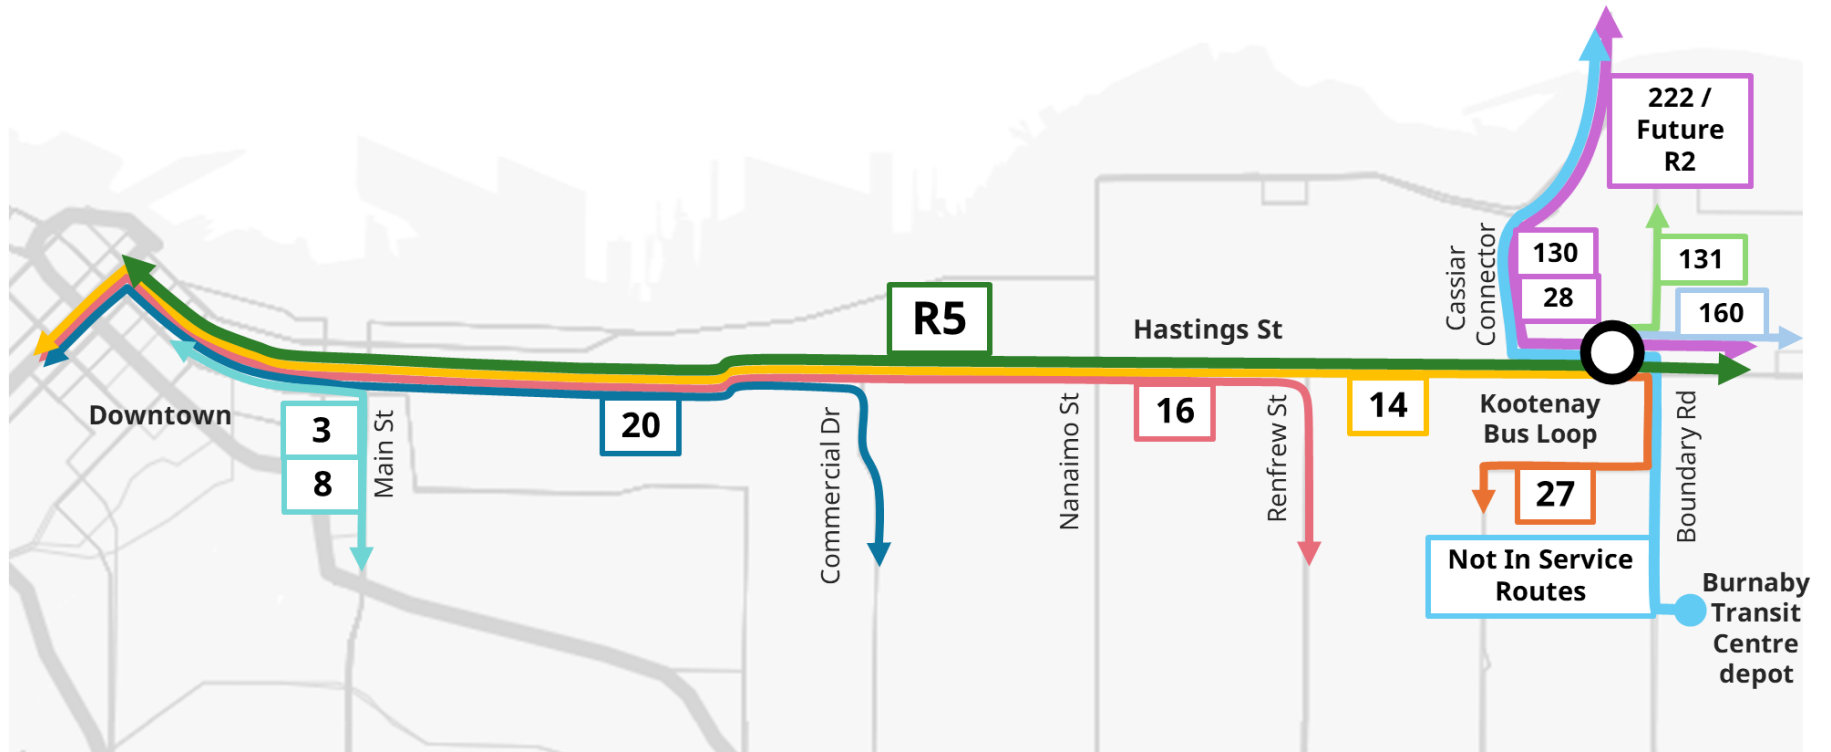 222 /
Future
R2
130
28
131
160
Cassiar
Connector
R5
Hastings St
Downtown
3
8
Main St
20
Commercial Dr
Nanaimo St
16
Renfrew St
14
Kootenay
Bus Loop
27
Boundary Rd
Not In Service
Routes
Burnaby
Transit
Centre
depot